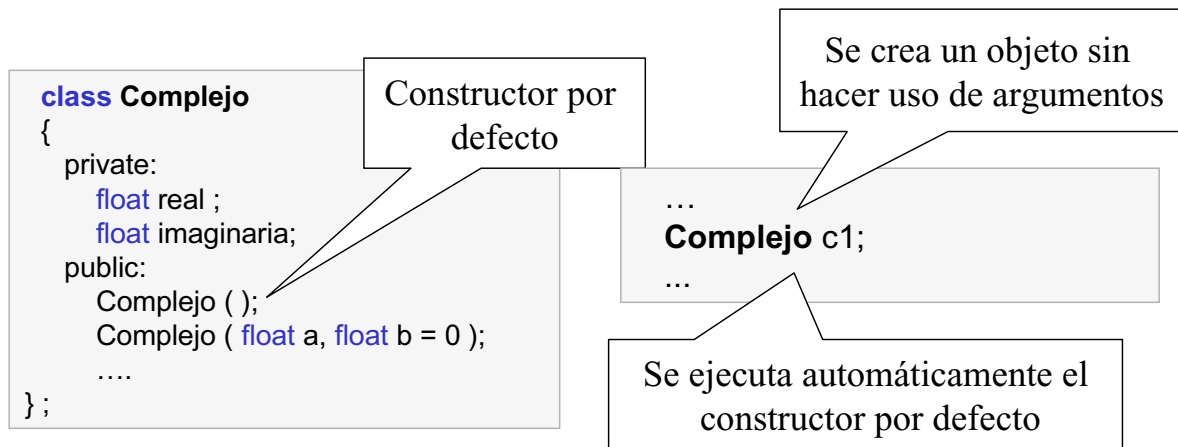 class Complejo
{
private:
float real ;
float imaginaria;
public:
Complejo ( );
Complejo ( float a, float b = 0 );
….
} ;
Constructor por
defecto
Se crea un objeto sin
hacer uso de argumentos
…
Complejo c1;
...
Se ejecuta automáticamente el
constructor por defecto